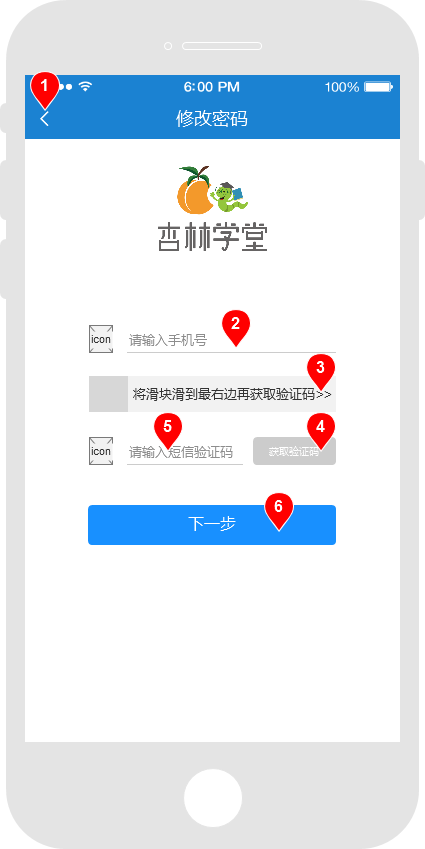 1
6:00 PM 100%
修改密码
杏林学堂
2
icon 请输入手机号
3
将滑块滑到最右边再获取验证码>>
5 4
icon 请输入短信验证码 获取验证码
6
下一步